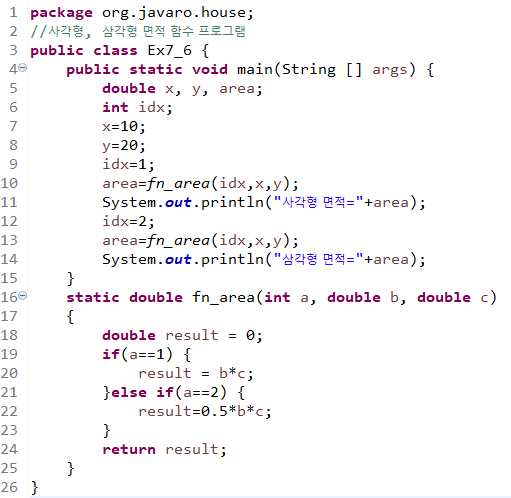 1 package org.javaro.house;
2 //사각형, 삼각형 면적 함수 프로그램
3 public class Ex7_6 {
4     public static void main(String [] args) {
5         double x, y, area;
6         int idx;
7         x=10;
8         y=20;
9         idx=1;
10         area=fn_area(idx,x,y);
11         System.out.println("사각형 면적="+area);
12         idx=2;
13         area=fn_area(idx,x,y);
14         System.out.println("삼각형 면적="+area);
15     }
16     static double fn_area(int a, double b, double c)
17     {
18         double result = 0;
19         if(a==1) {
20             result = b*c;
21         }else if(a==2) {
22             result=0.5*b*c;
23         }
24         return result;
25     }
26 }